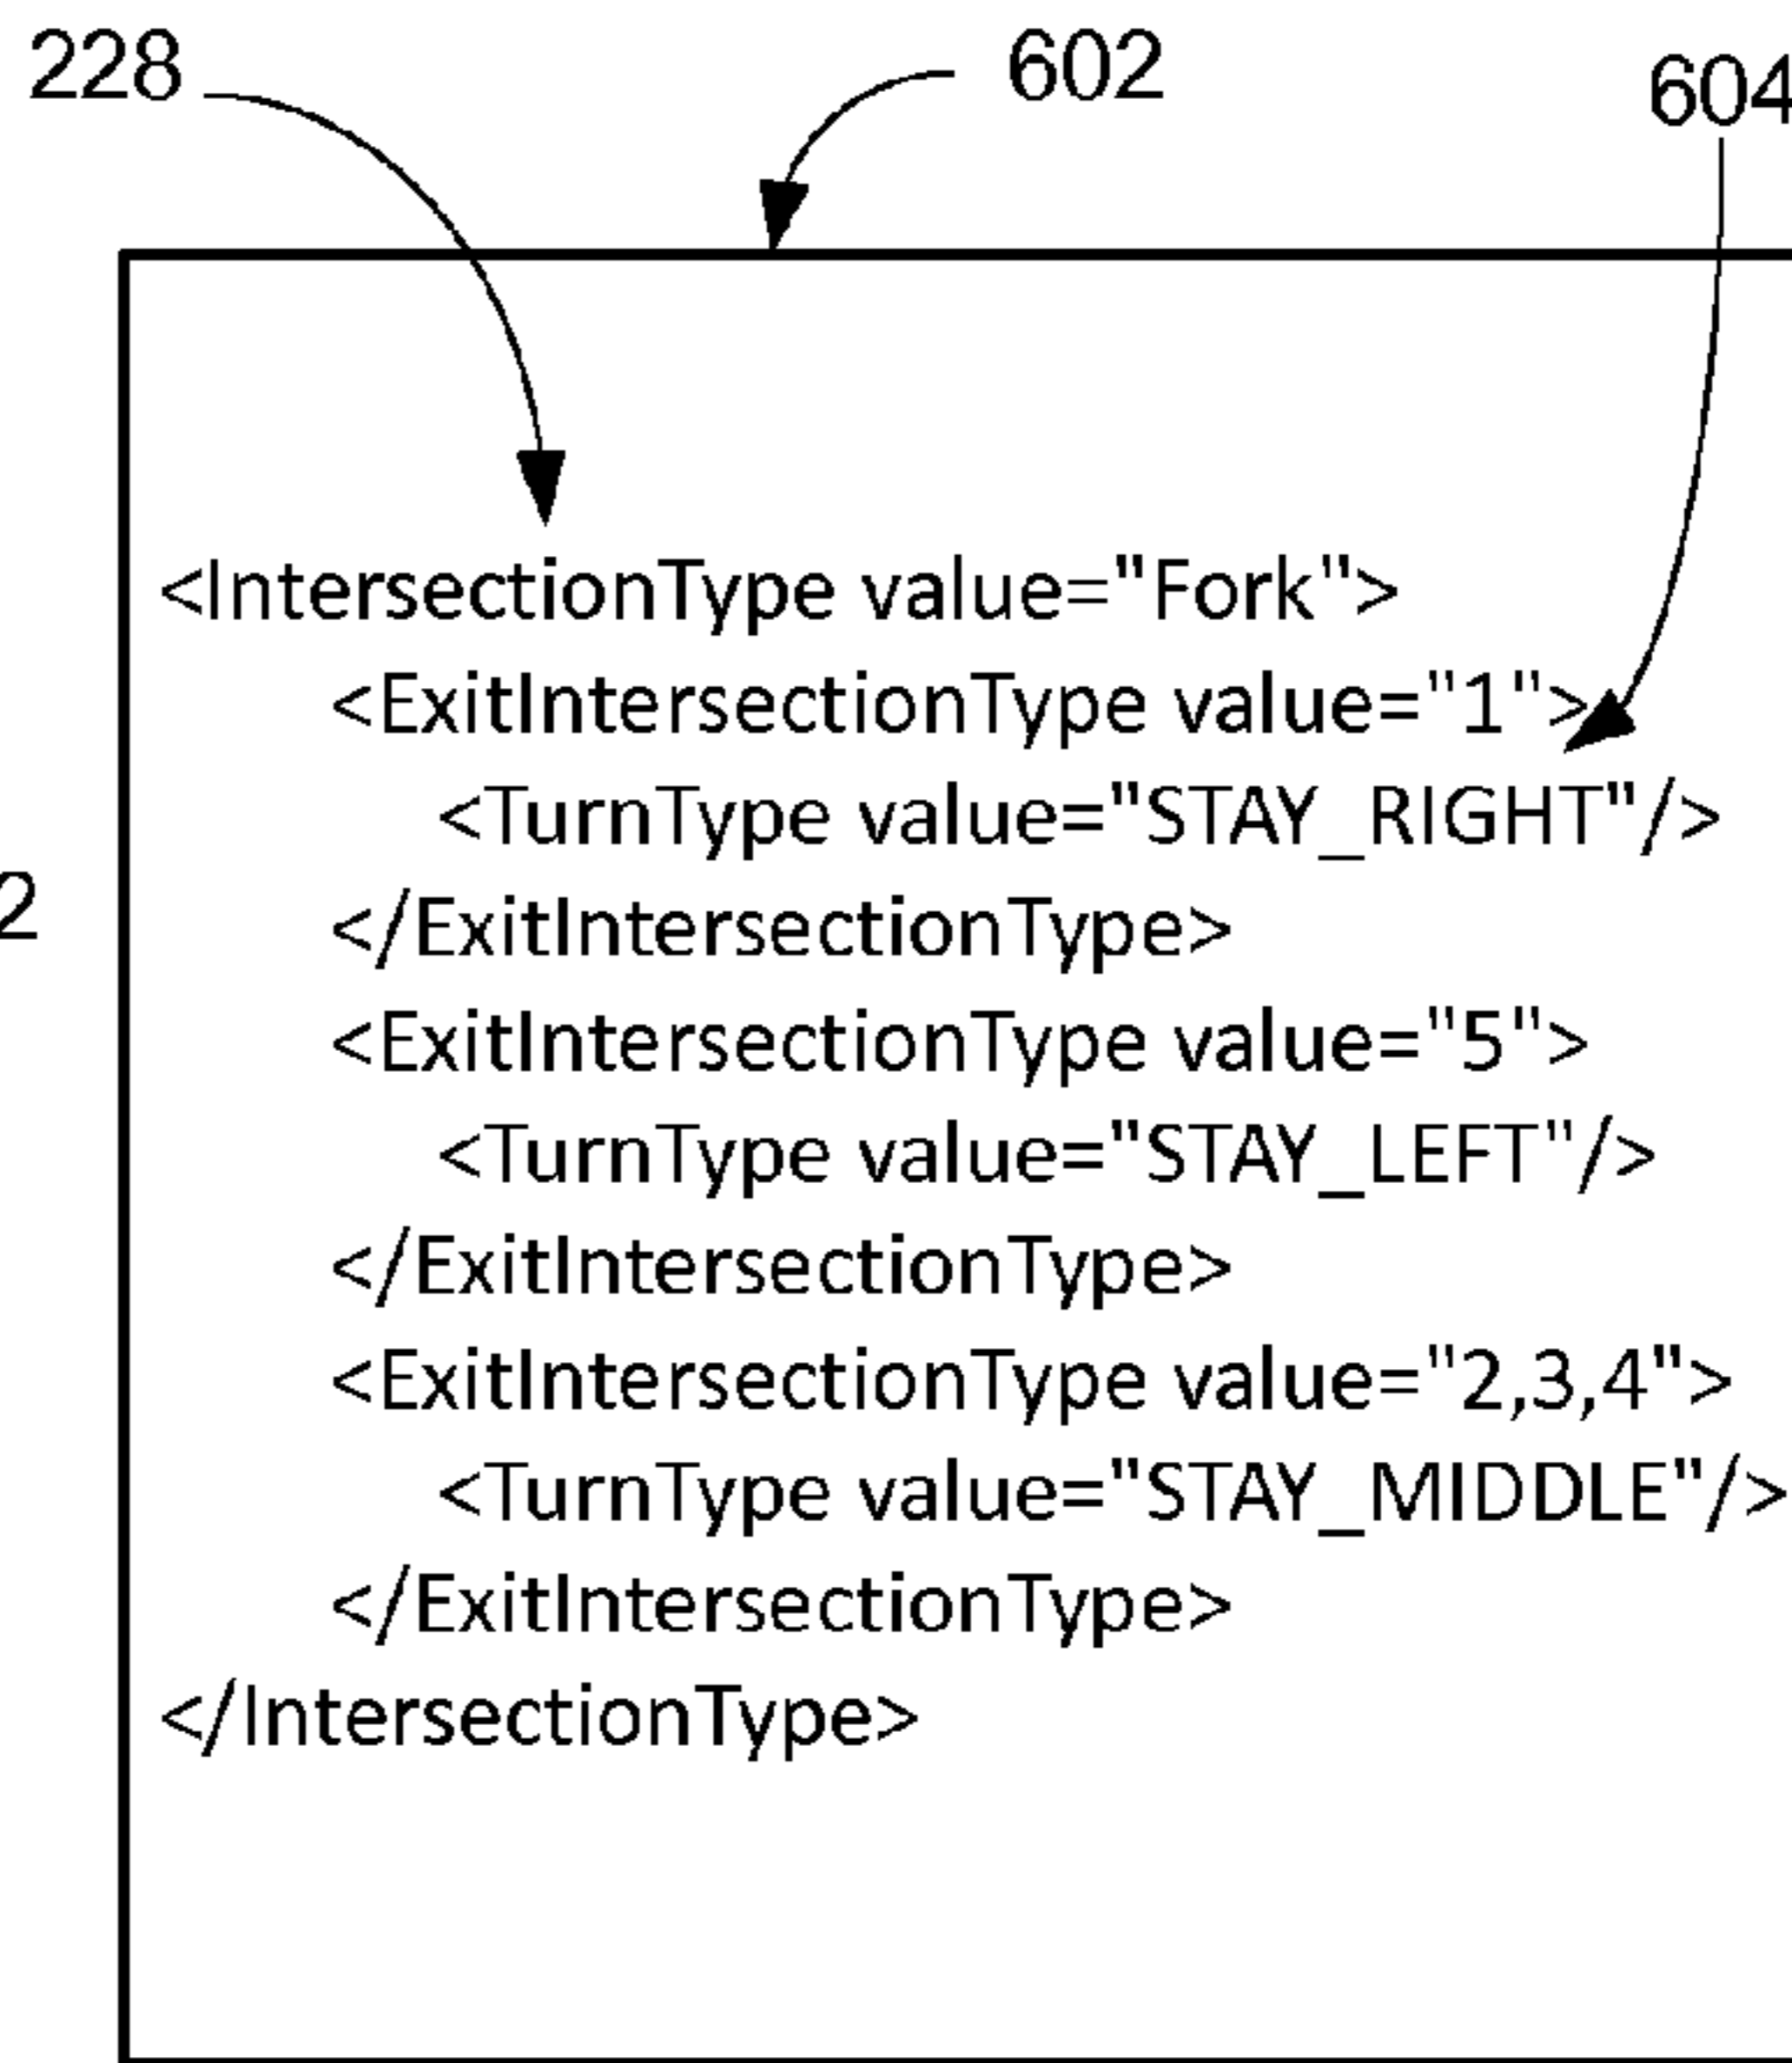 228 602 604
<IntersectionType value="Fork">
<ExitIntersectionType value="1">
<TurnType value="STAY_RIGHT"/>
</ExitIntersectionType>
2
<ExitIntersectionType value="5">
<TurnType value="STAY_LEFT"/>
</ExitIntersectionType>
<ExitIntersectionType value="2,3,4">
<TurnType value="STAY_MIDDLE"/>
</ExitIntersectionType>
</IntersectionType>